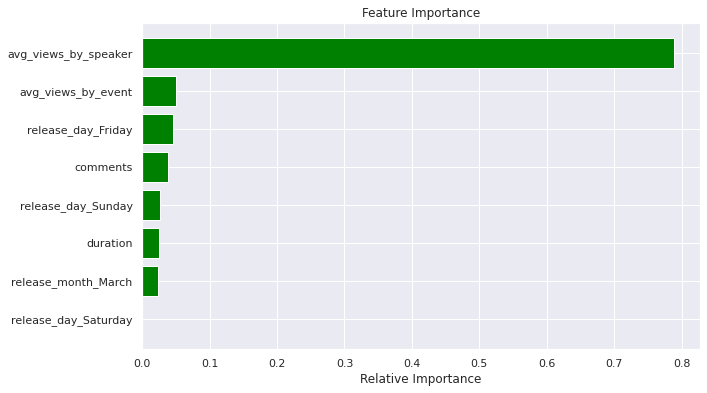 Feature Importance
avg_views_by_speaker
avg_views_by_event
release_day_Friday
comments
release_day_Sunday
duration
release_month_March
release_day_Saturday
0.0 0.1 0.2 0.3 0.4 0.5 0.6 0.7 0.8
Relative Importance